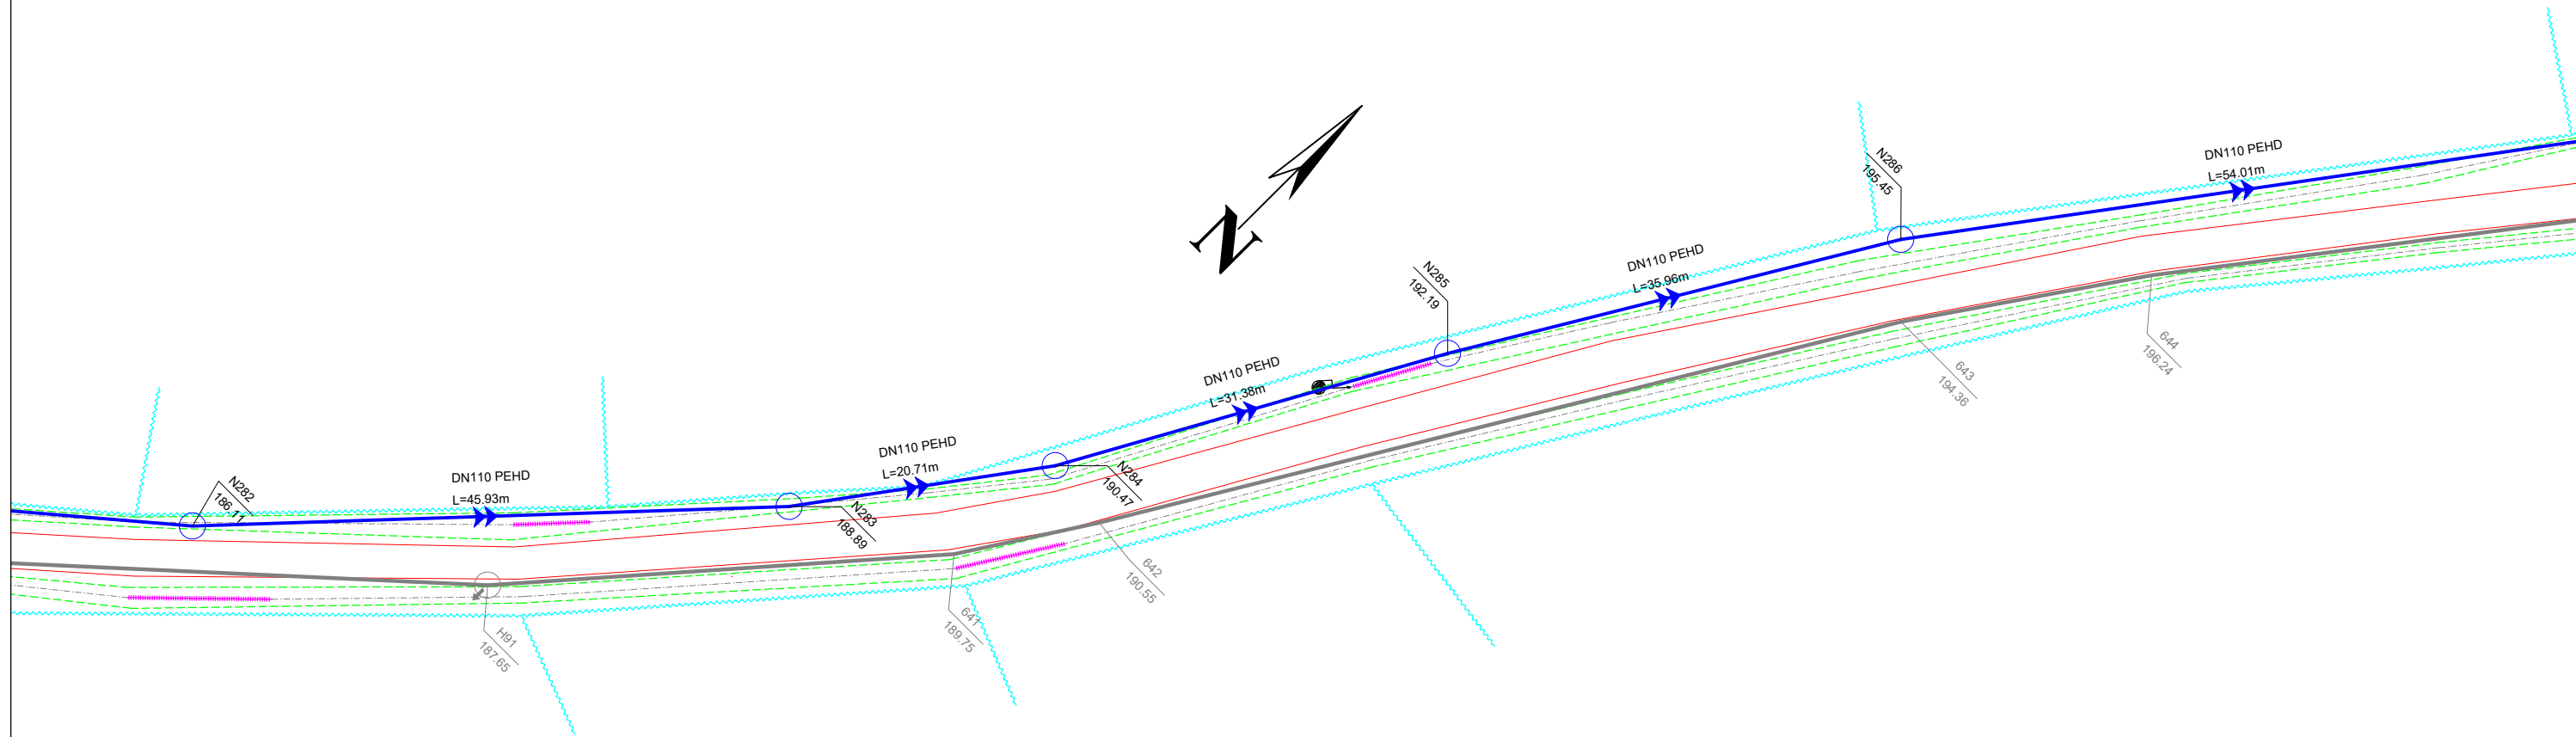 N282
186.11
DN110 PEHD
L=45.93m
H91
187.65
N283
188.89
DN110 PEHD
L=20.71m
641
189.75
N284
190.47
642
190.55
DN110 PEHD
L=31.38m
N
N285
192.19
DN110 PEHD
L=35.96m
N286
195.45
643
194.36
644
196.24
DN110 PEHD
L=54.01m